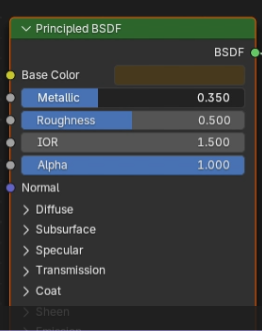 Principled BSDF
BSDF
Base Color
Metallic 0.350
Roughness 0.500
IOR 1.500
Alpha 1.000
Normal
Diffuse
Subsurface
Specular
Transmission
Coat
Sheen